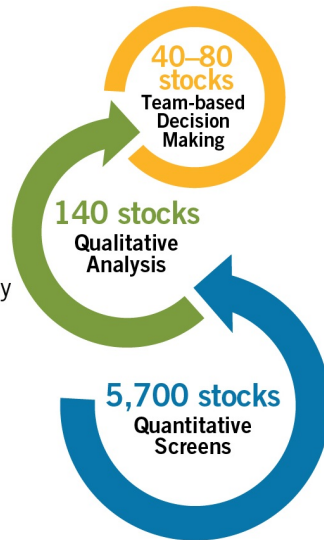 40–80
stocks
Team-based
Decision
Making
140 stocks
Qualitative
Analysis
y
5,700 stocks
Quantitative
Screens